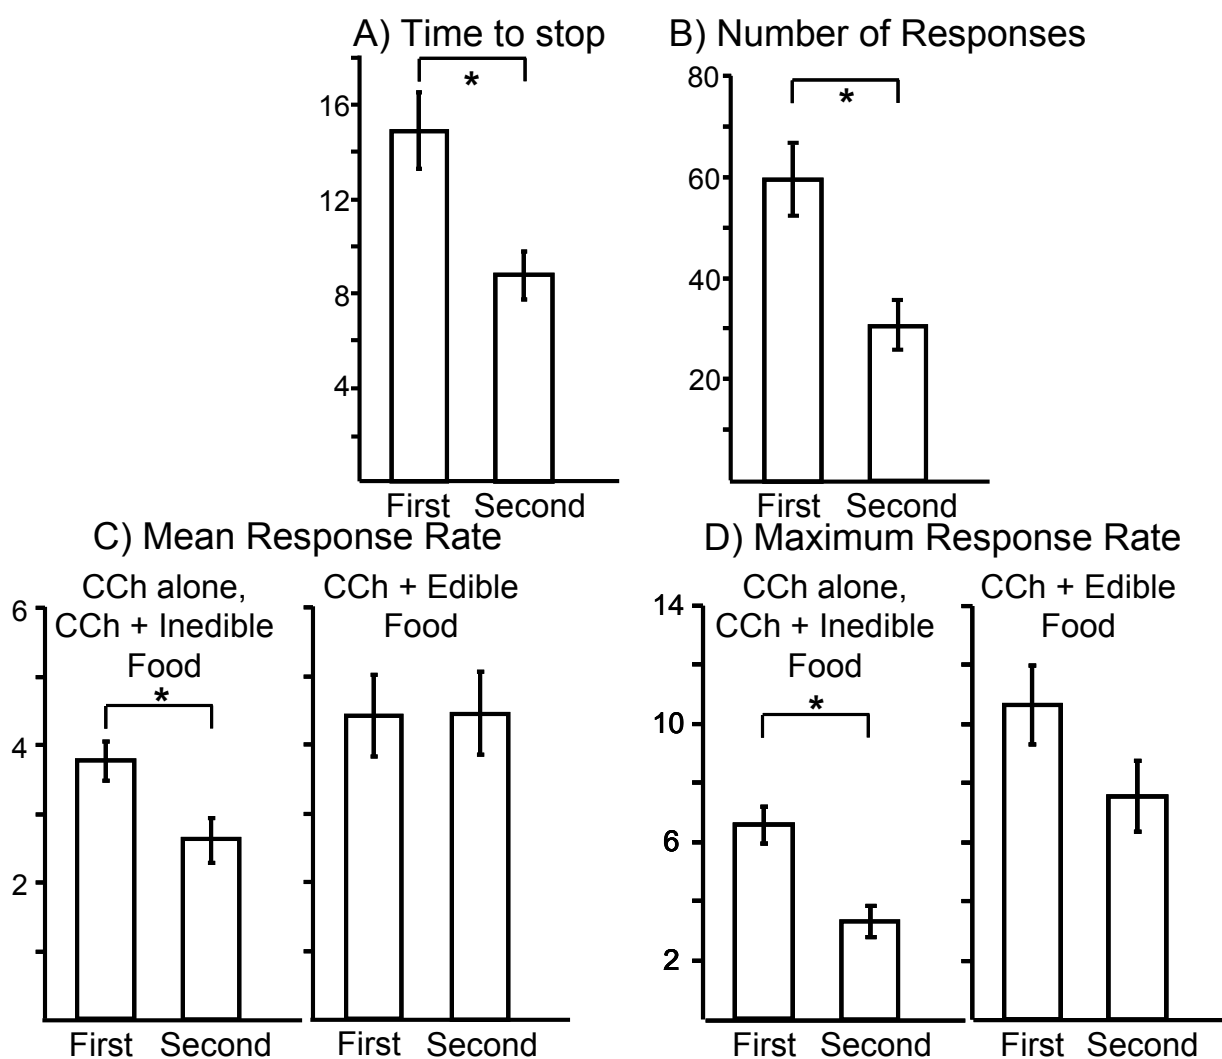 A) Time to stop
*
16
12
8
4
First Second
B) Number of Responses
*
80
60
40
20
First Second
C) Mean Response Rate
CCh alone,
CCh + Inedible
Food
*
6
4
2
First Second
CCh + Edible
Food
First Second
D) Maximum Response Rate
CCh alone,
CCh + Inedible
Food
*
14
10
6
2
First Second
CCh + Edible
Food
First Second